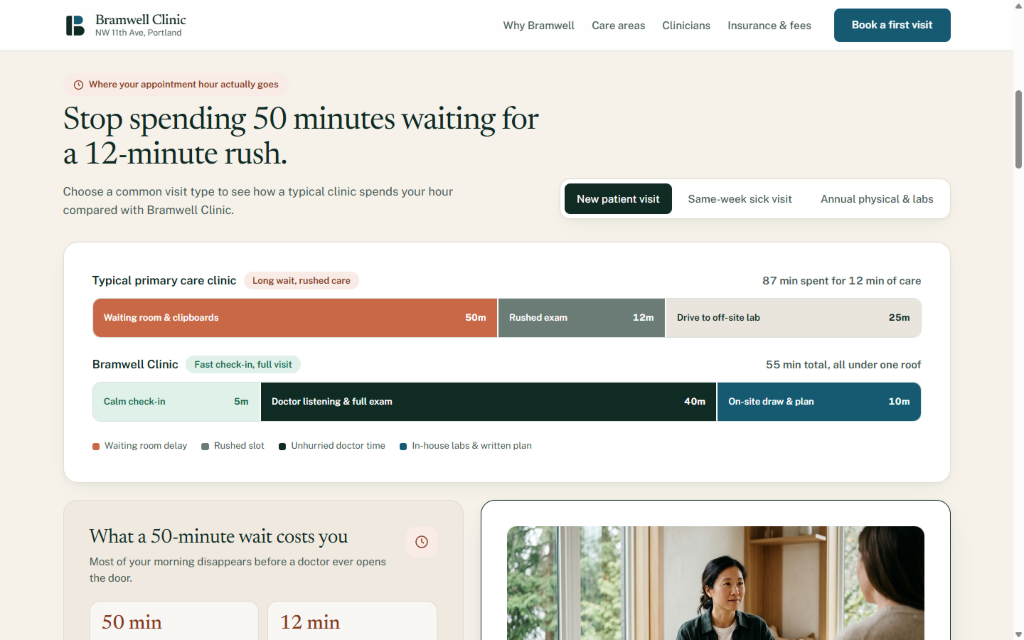 Bramwell Clinic
NW 11th Ave, Portland
Why Bramwell
Care areas
Clinicians
Insurance & fees
Book a first visit
Where your appointment hour actually goes
Stop spending 50 minutes waiting for
a 12-minute rush.
Choose a common visit type to see how a typical clinic spends your hour
compared with Bramwell Clinic.
New patient visit
Same-week sick visit
Annual physical & labs
Typical primary care clinic
Long wait, rushed care
87 min spent for 12 min of care
Waiting room & clipboards
50m
Rushed exam
12m
Drive to off-site lab
25m
Bramwell Clinic
Fast check-in, full visit
55 min total, all under one roof
Calm check-in
5m
Doctor listening & full exam
40m
On-site draw & plan
10m
Waiting room delay
Rushed slot
Unhurried doctor time
In-house labs & written plan
What a 50-minute wait costs you
Most of your morning disappears before a doctor ever opens
the door.
50 min
12 min